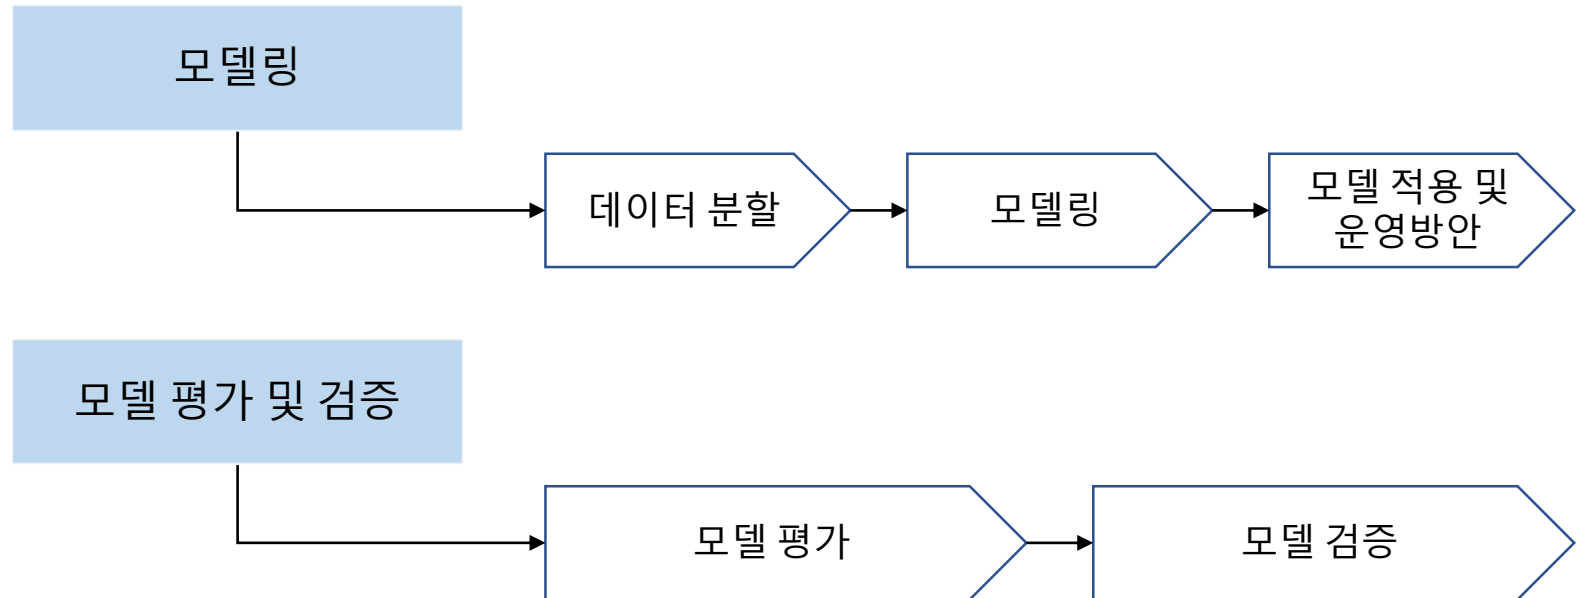 모델링
데이터 분할
모델링
모델 적용 및
운영방안
모델 평가 및 검증
모델 평가
모델 검증